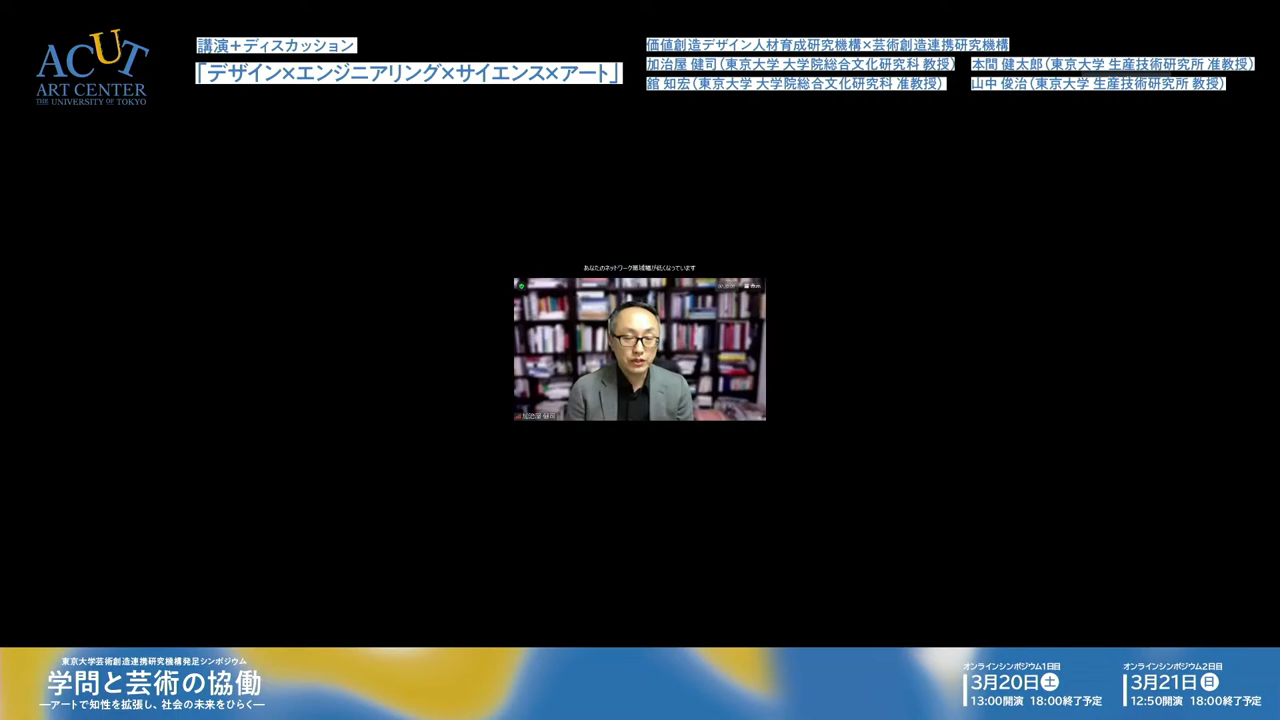 ACUT
ART CENTER
THE UNIVERSITY OF TOKYO
講演+ディスカッション
「デザイン×エンジニアリング×サイエンス×アート」
価値創造デザイン人材育成研究機構×芸術創造連携研究機構
加治屋 健司（東京大学 大学院総合文化研究科 教授）
本間 健太郎（東京大学 生産技術研究所 准教授）
舘 知宏（東京大学 大学院総合文化研究科 准教授）
山中 俊治（東京大学 生産技術研究所 教授）
あなたのネットワーク帯域幅が低くなっています
加治屋 健司
東京大学芸術創造連携研究機構発足シンポジウム
学問と芸術の協働
—アートで知性を拡張し、社会の未来をひらく—
オンラインシンポジウム1日目
3月20日 土
13:00開演 18:00終了予定
オンラインシンポジウム2日目
3月21日 日
12:50開演 18:00終了予定